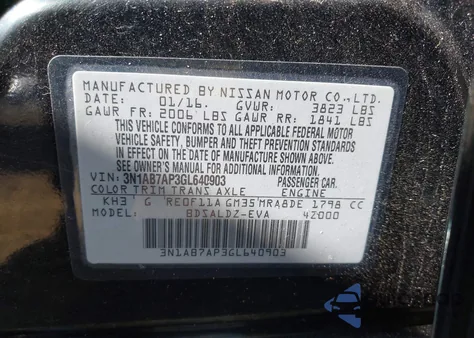 MANUFACTURED BY NISSAN MOTOR CO.,LTD.
DATE: 01/16. GVWR: 3823 LBS
GAWR FR: 2006 LBS GAWR RR: 1841 LBS
THIS VEHICLE CONFORMS TO ALL APPLICABLE FEDERAL MOTOR
VEHICLE SAFETY, BUMPER AND THEFT PREVENTION STANDARDS
IN EFFECT ON THE DATE OF MANUFACTURE SHOWN ABOVE.
SEE OWNER'S MANUAL FOR ADDITIONAL INFORMATION.
VIN: 3N1AB7AP3GL640903 PASSENGER CAR.
COLOR TRIM TRANS AXLE ENGINE
KH3 G RE0F11A GM35 MRA8DE 1798 CC
MODEL: BDSALDZ-EVA 42000
3N1AB7AP3GL640903